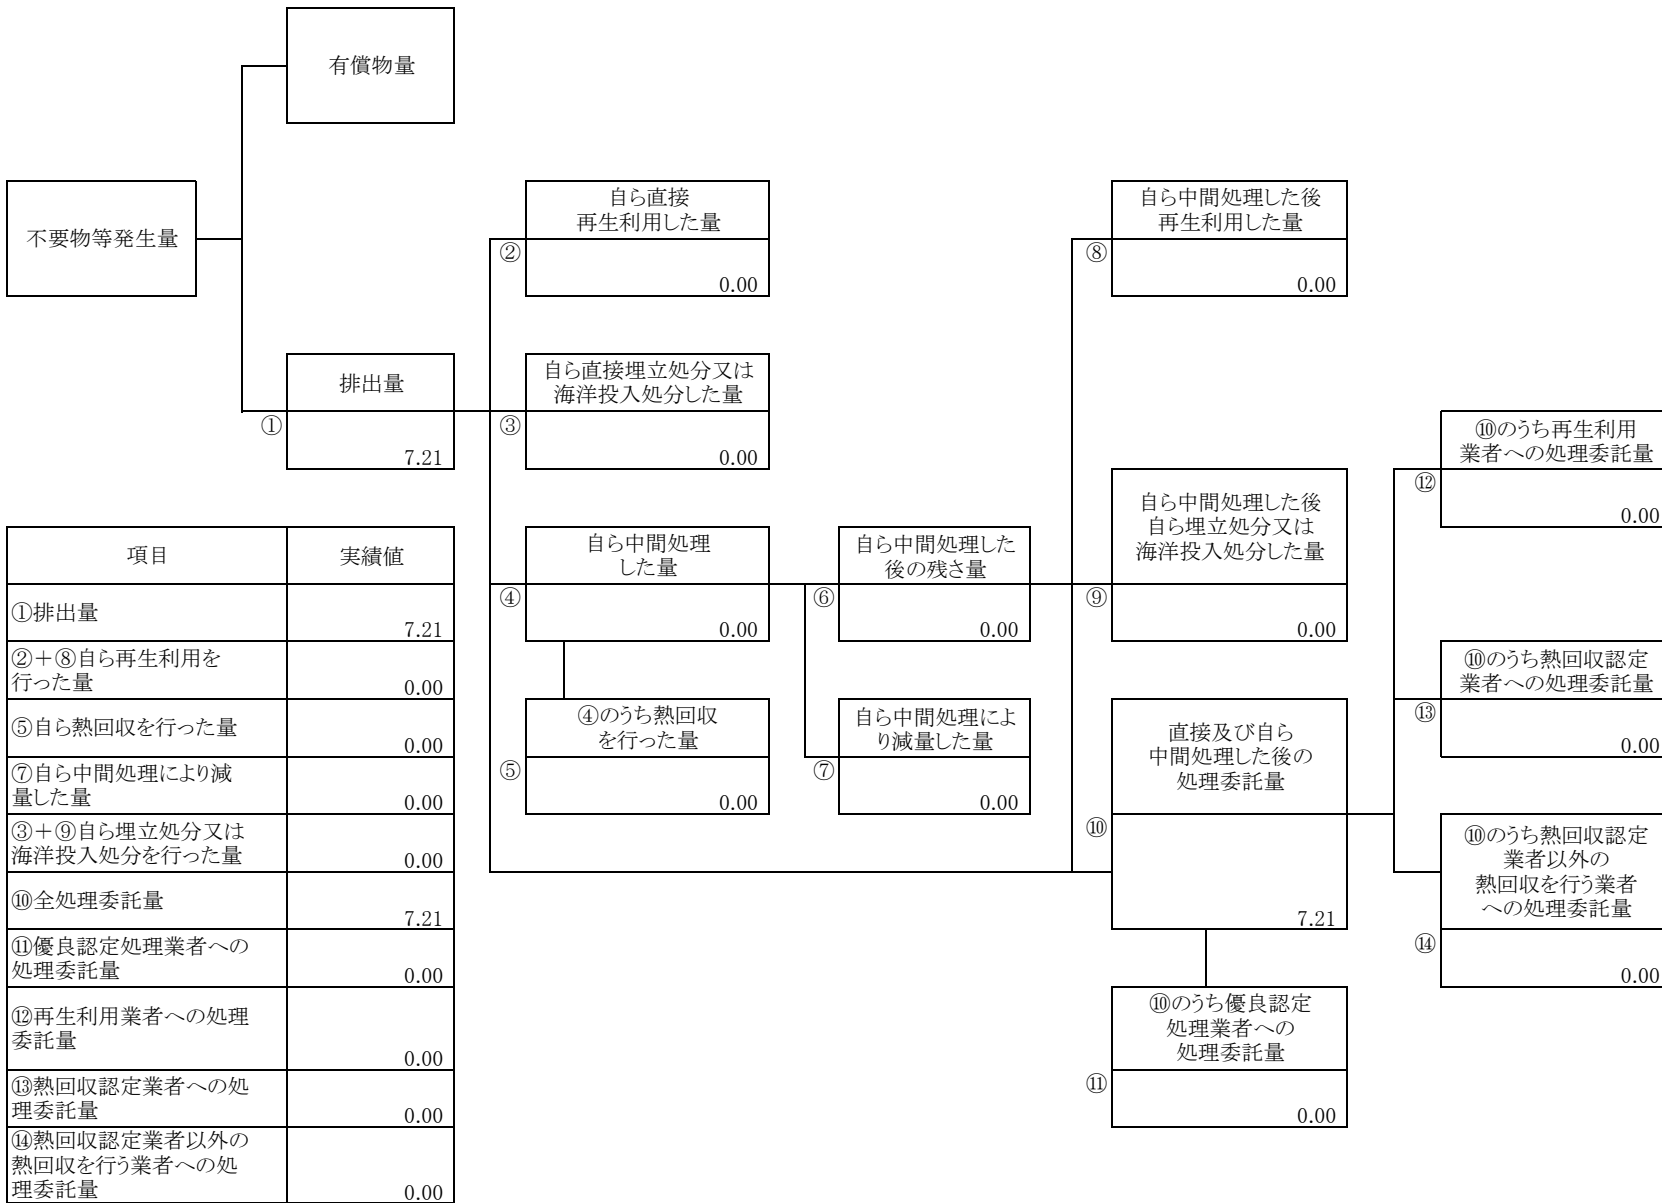 有償物量
不要物等発生量
排出量
①
7.21
自ら直接
再生利用した量
②
0.00
自ら直接埋立処分又は
海洋投入処分した量
③
0.00
自ら中間処理
した量
④
0.00
④のうち熱回収
を行った量
⑤
0.00
自ら中間処理した
後の残さ量
⑥
0.00
自ら中間処理によ
り減量した量
⑦
0.00
自ら中間処理した後
再生利用した量
⑧
0.00
自ら中間処理した後
自ら埋立処分又は
海洋投入処分した量
⑨
0.00
直接及び自ら
中間処理した後の
処理委託量
⑩
7.21
⑩のうち優良認定
処理業者への
処理委託量
⑪
0.00
⑩のうち再生利用
業者への処理委託量
⑫
0.00
⑩のうち熱回収認定
業者への処理委託量
⑬
0.00
⑩のうち熱回収認定
業者以外の
熱回収を行う業者
への処理委託量
⑭
0.00
項目 実績値
①排出量 7.21
②+⑧自ら再生利用を
行った量 0.00
⑤自ら熱回収を行った量 0.00
⑦自ら中間処理により減
量した量 0.00
③+⑨自ら埋立処分又は
海洋投入処分を行った量 0.00
⑩全処理委託量 7.21
⑪優良認定処理業者への
処理委託量 0.00
⑫再生利用業者への処理
委託量 0.00
⑬熱回収認定業者への処
理委託量 0.00
⑭熱回収認定業者以外の
熱回収を行う業者への処
理委託量 0.00